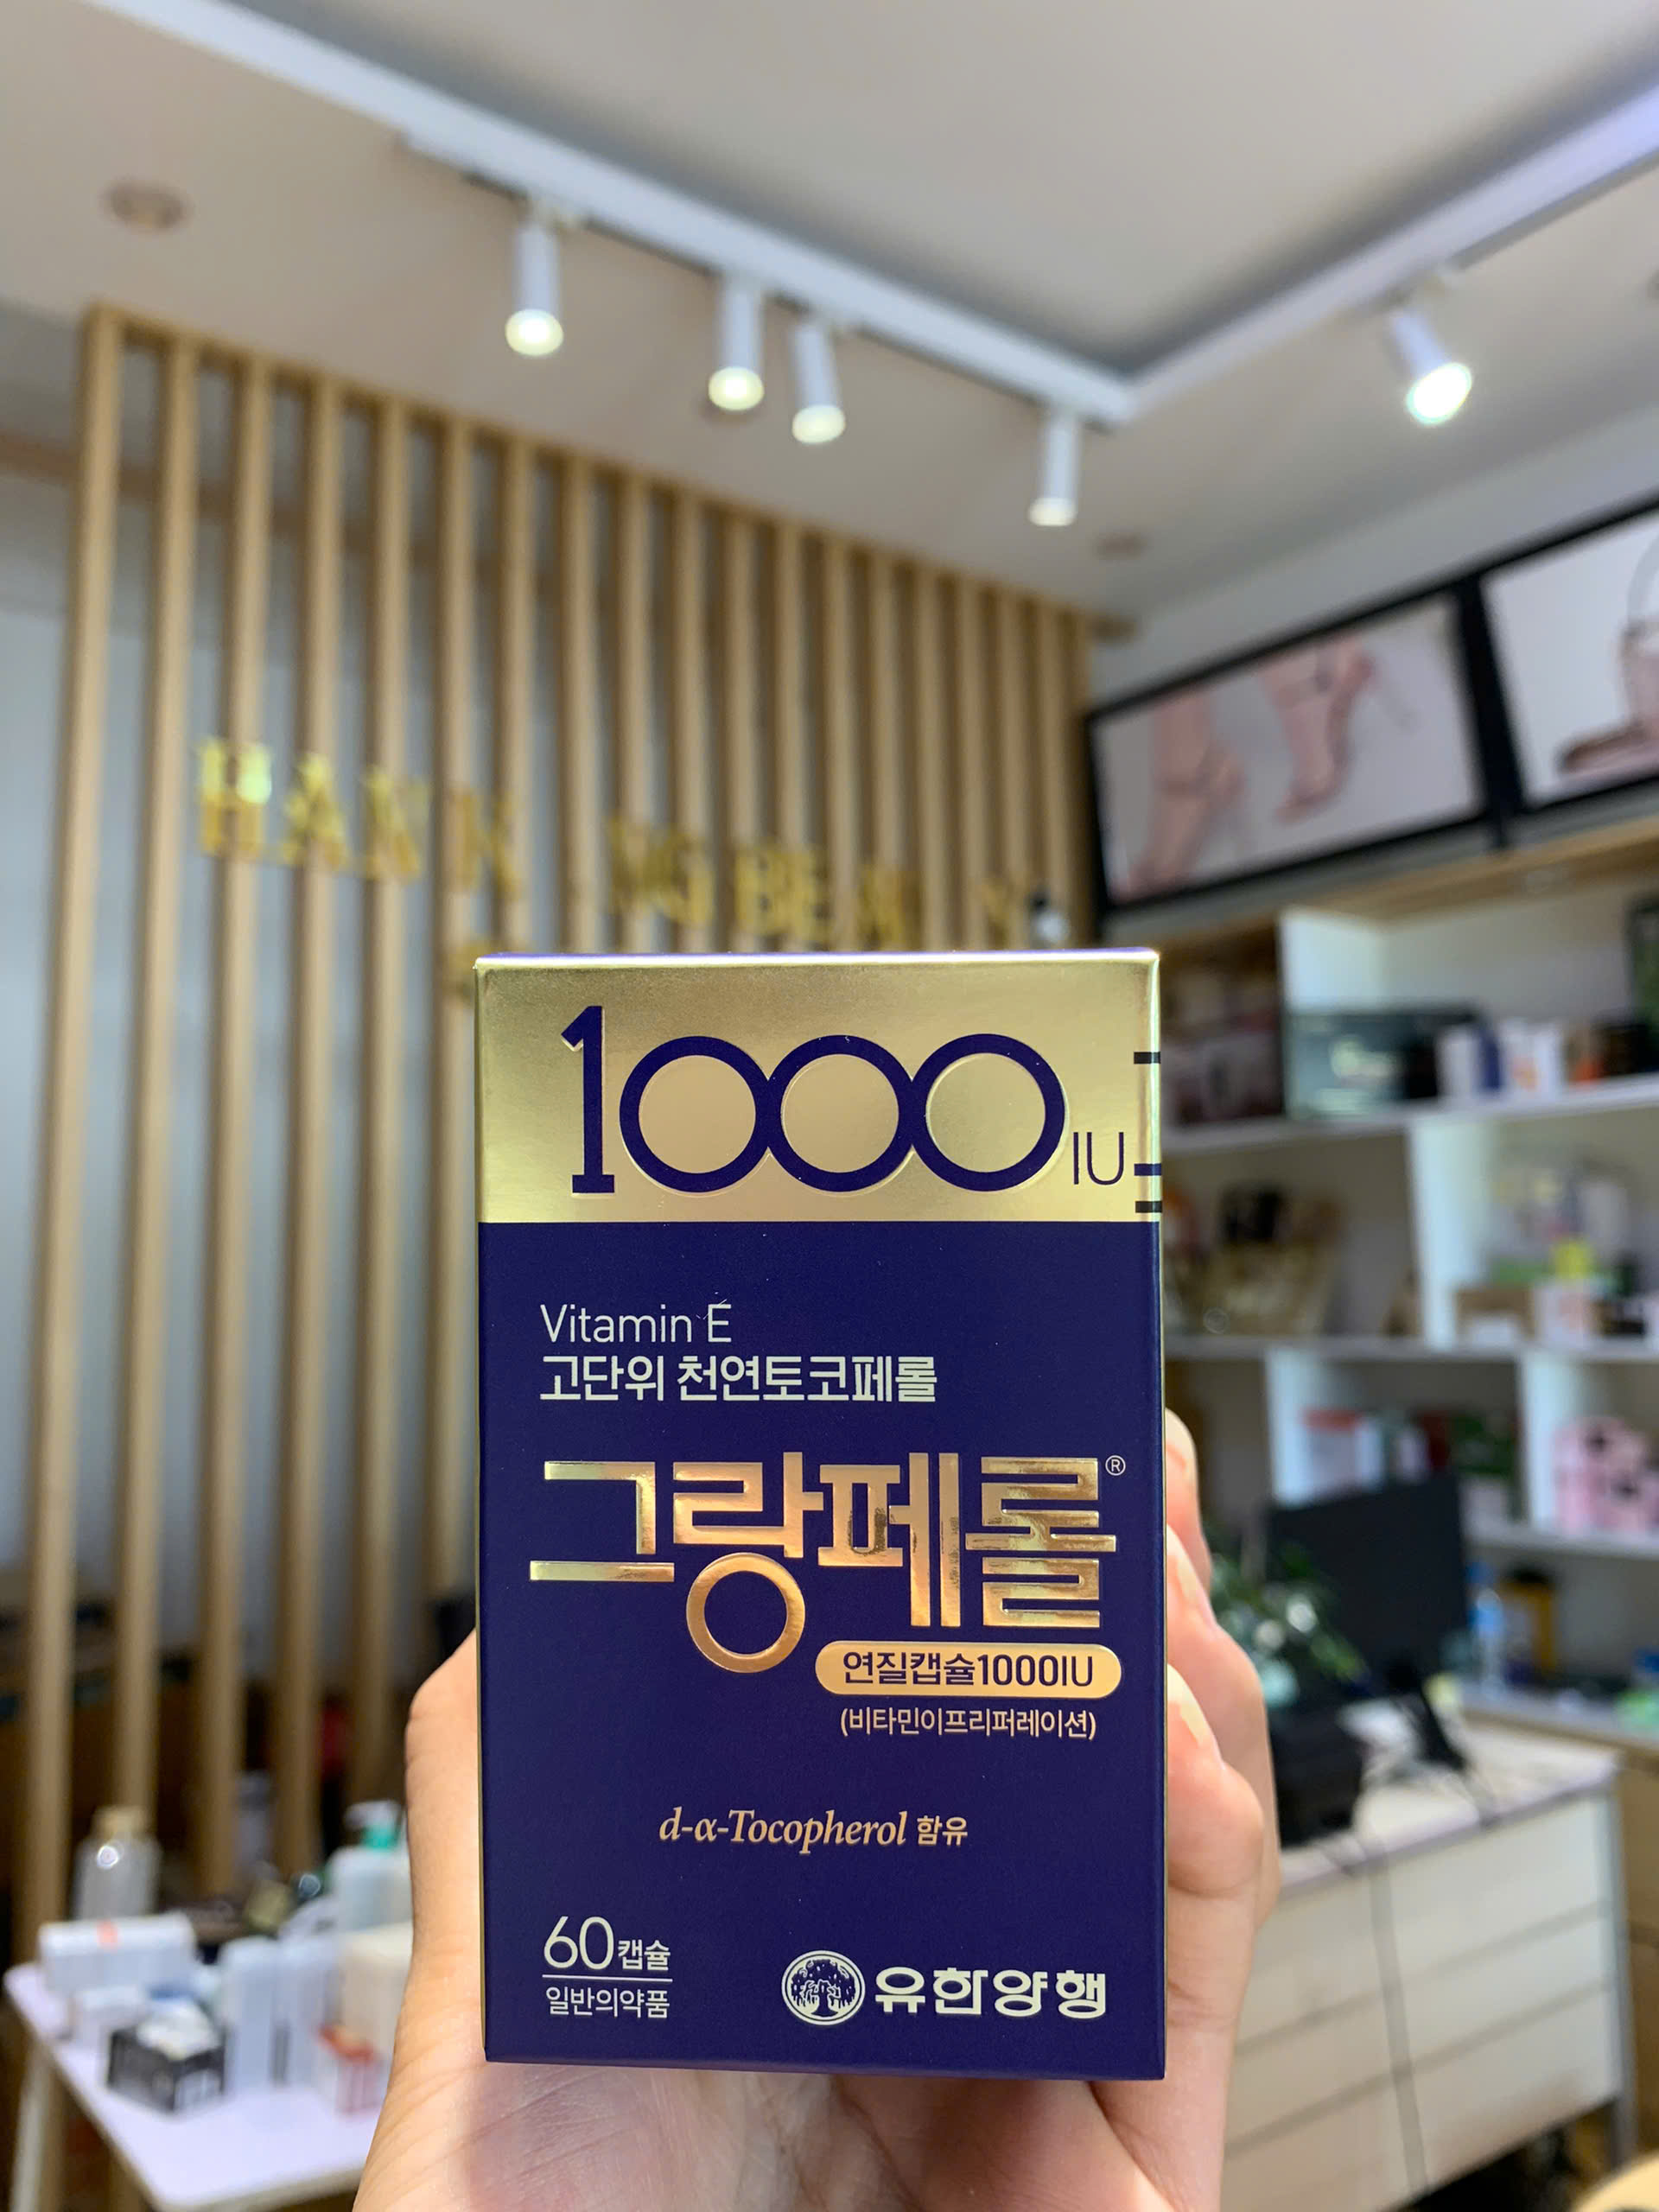 1000 IU
Vitamin E
고단위 천연토코페롤
그랑페롤®
연질캡슐1000IU
(비타민이프리퍼레이션)
d-α-Tocopherol 함유
60캡슐
일반의약품
유한양행